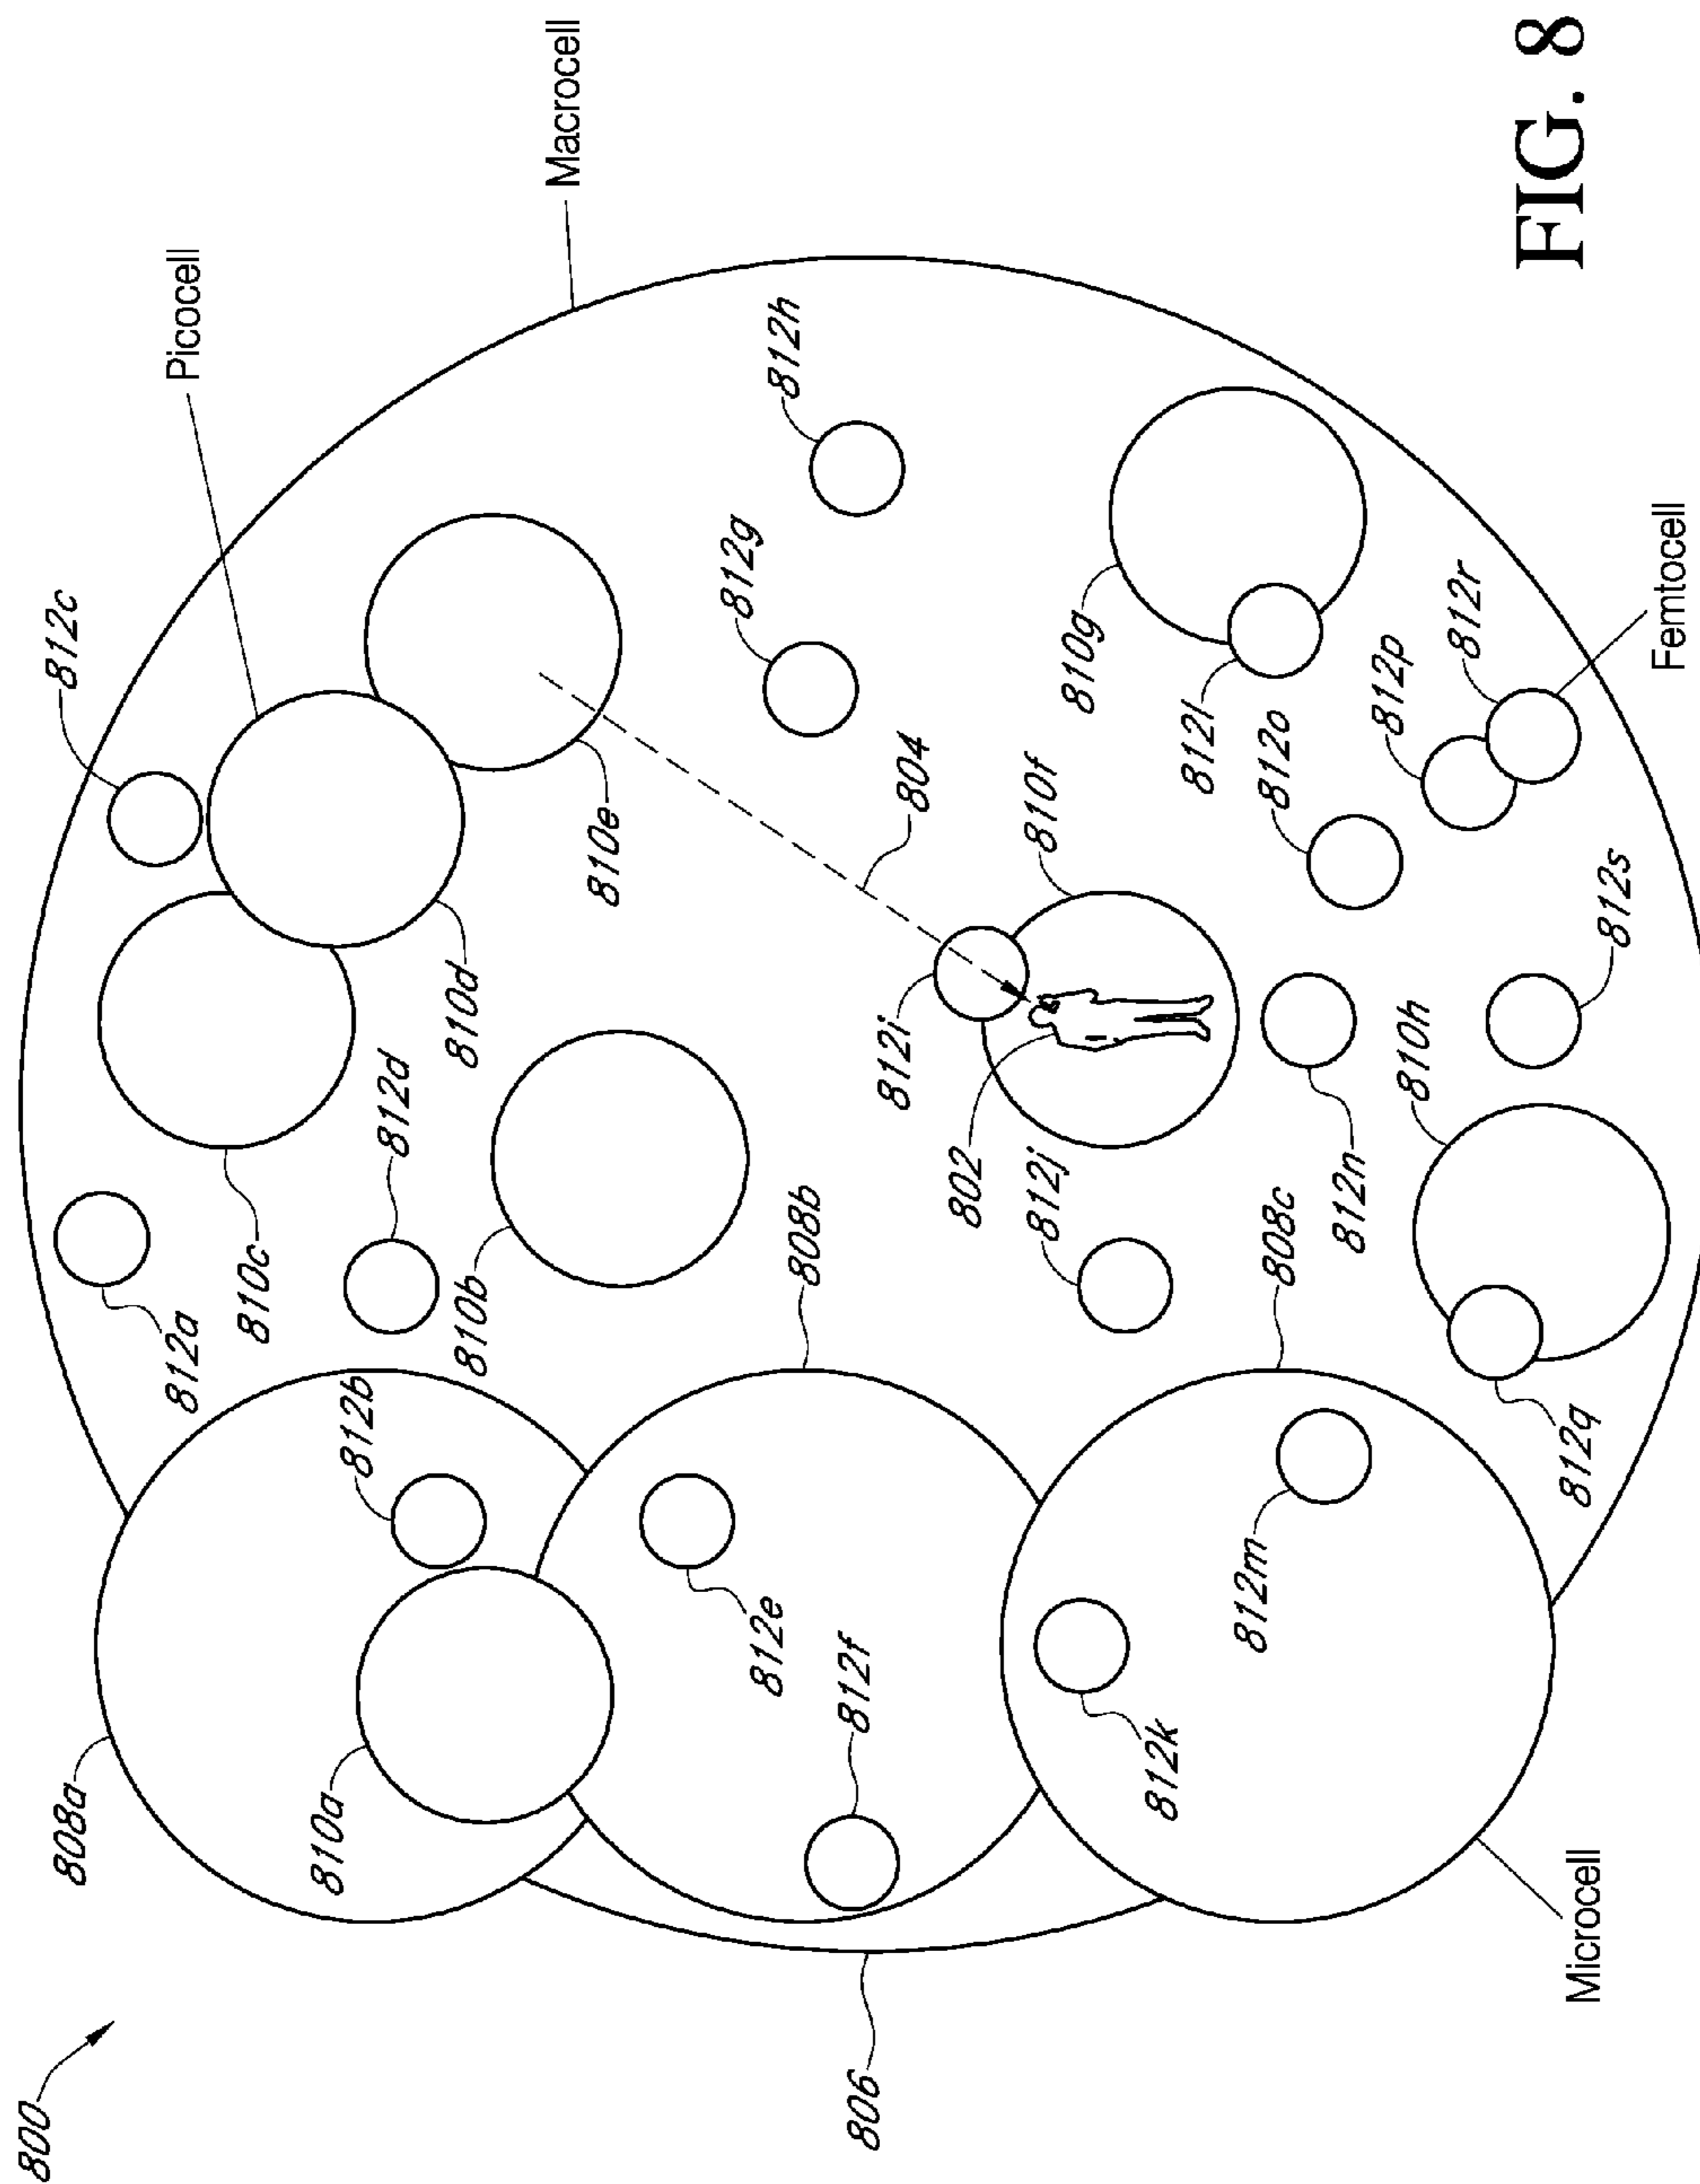 800
808a
810a
812b
812a
810c
812d
810b
810d
812c
Picocell
Macrocell
810e
812g
812h
804
812e
812f
808b
806
812i
802
812j
810f
810g
812l
812k
812m
808c
812n
812o
812p
812r
Femtocell
810h
812s
812q
Microcell
FIG. 8